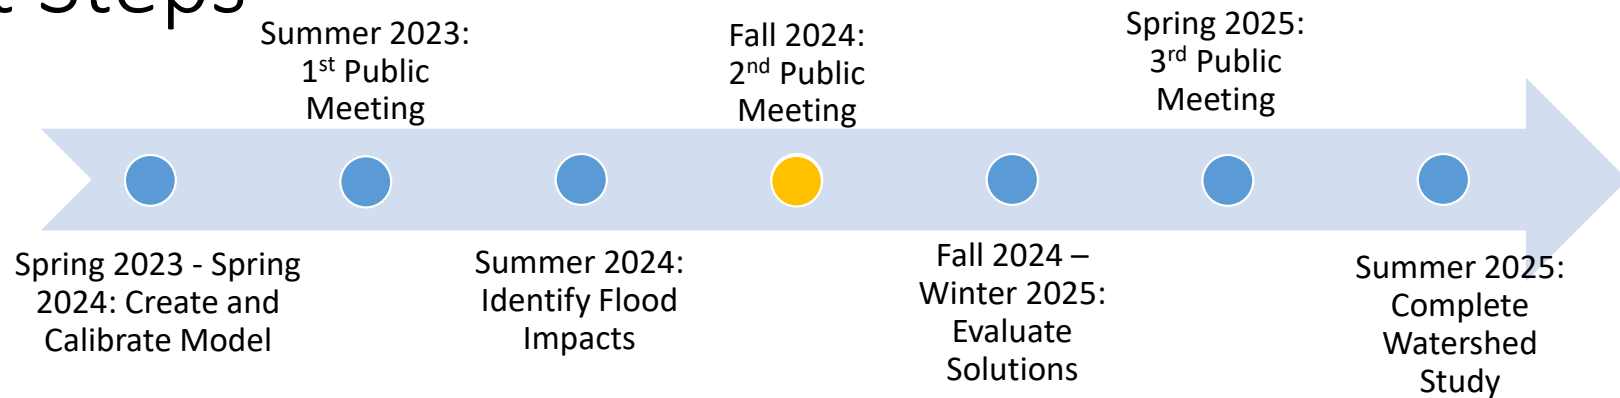 Steps
Summer 2023:
1st Public
Meeting
Fall 2024:
2nd Public
Meeting
Spring 2025:
3rd Public
Meeting
Spring 2023 - Spring
2024: Create and
Calibrate Model
Summer 2024:
Identify Flood
Impacts
Fall 2024 –
Winter 2025:
Evaluate
Solutions
Summer 2025:
Complete
Watershed
Study